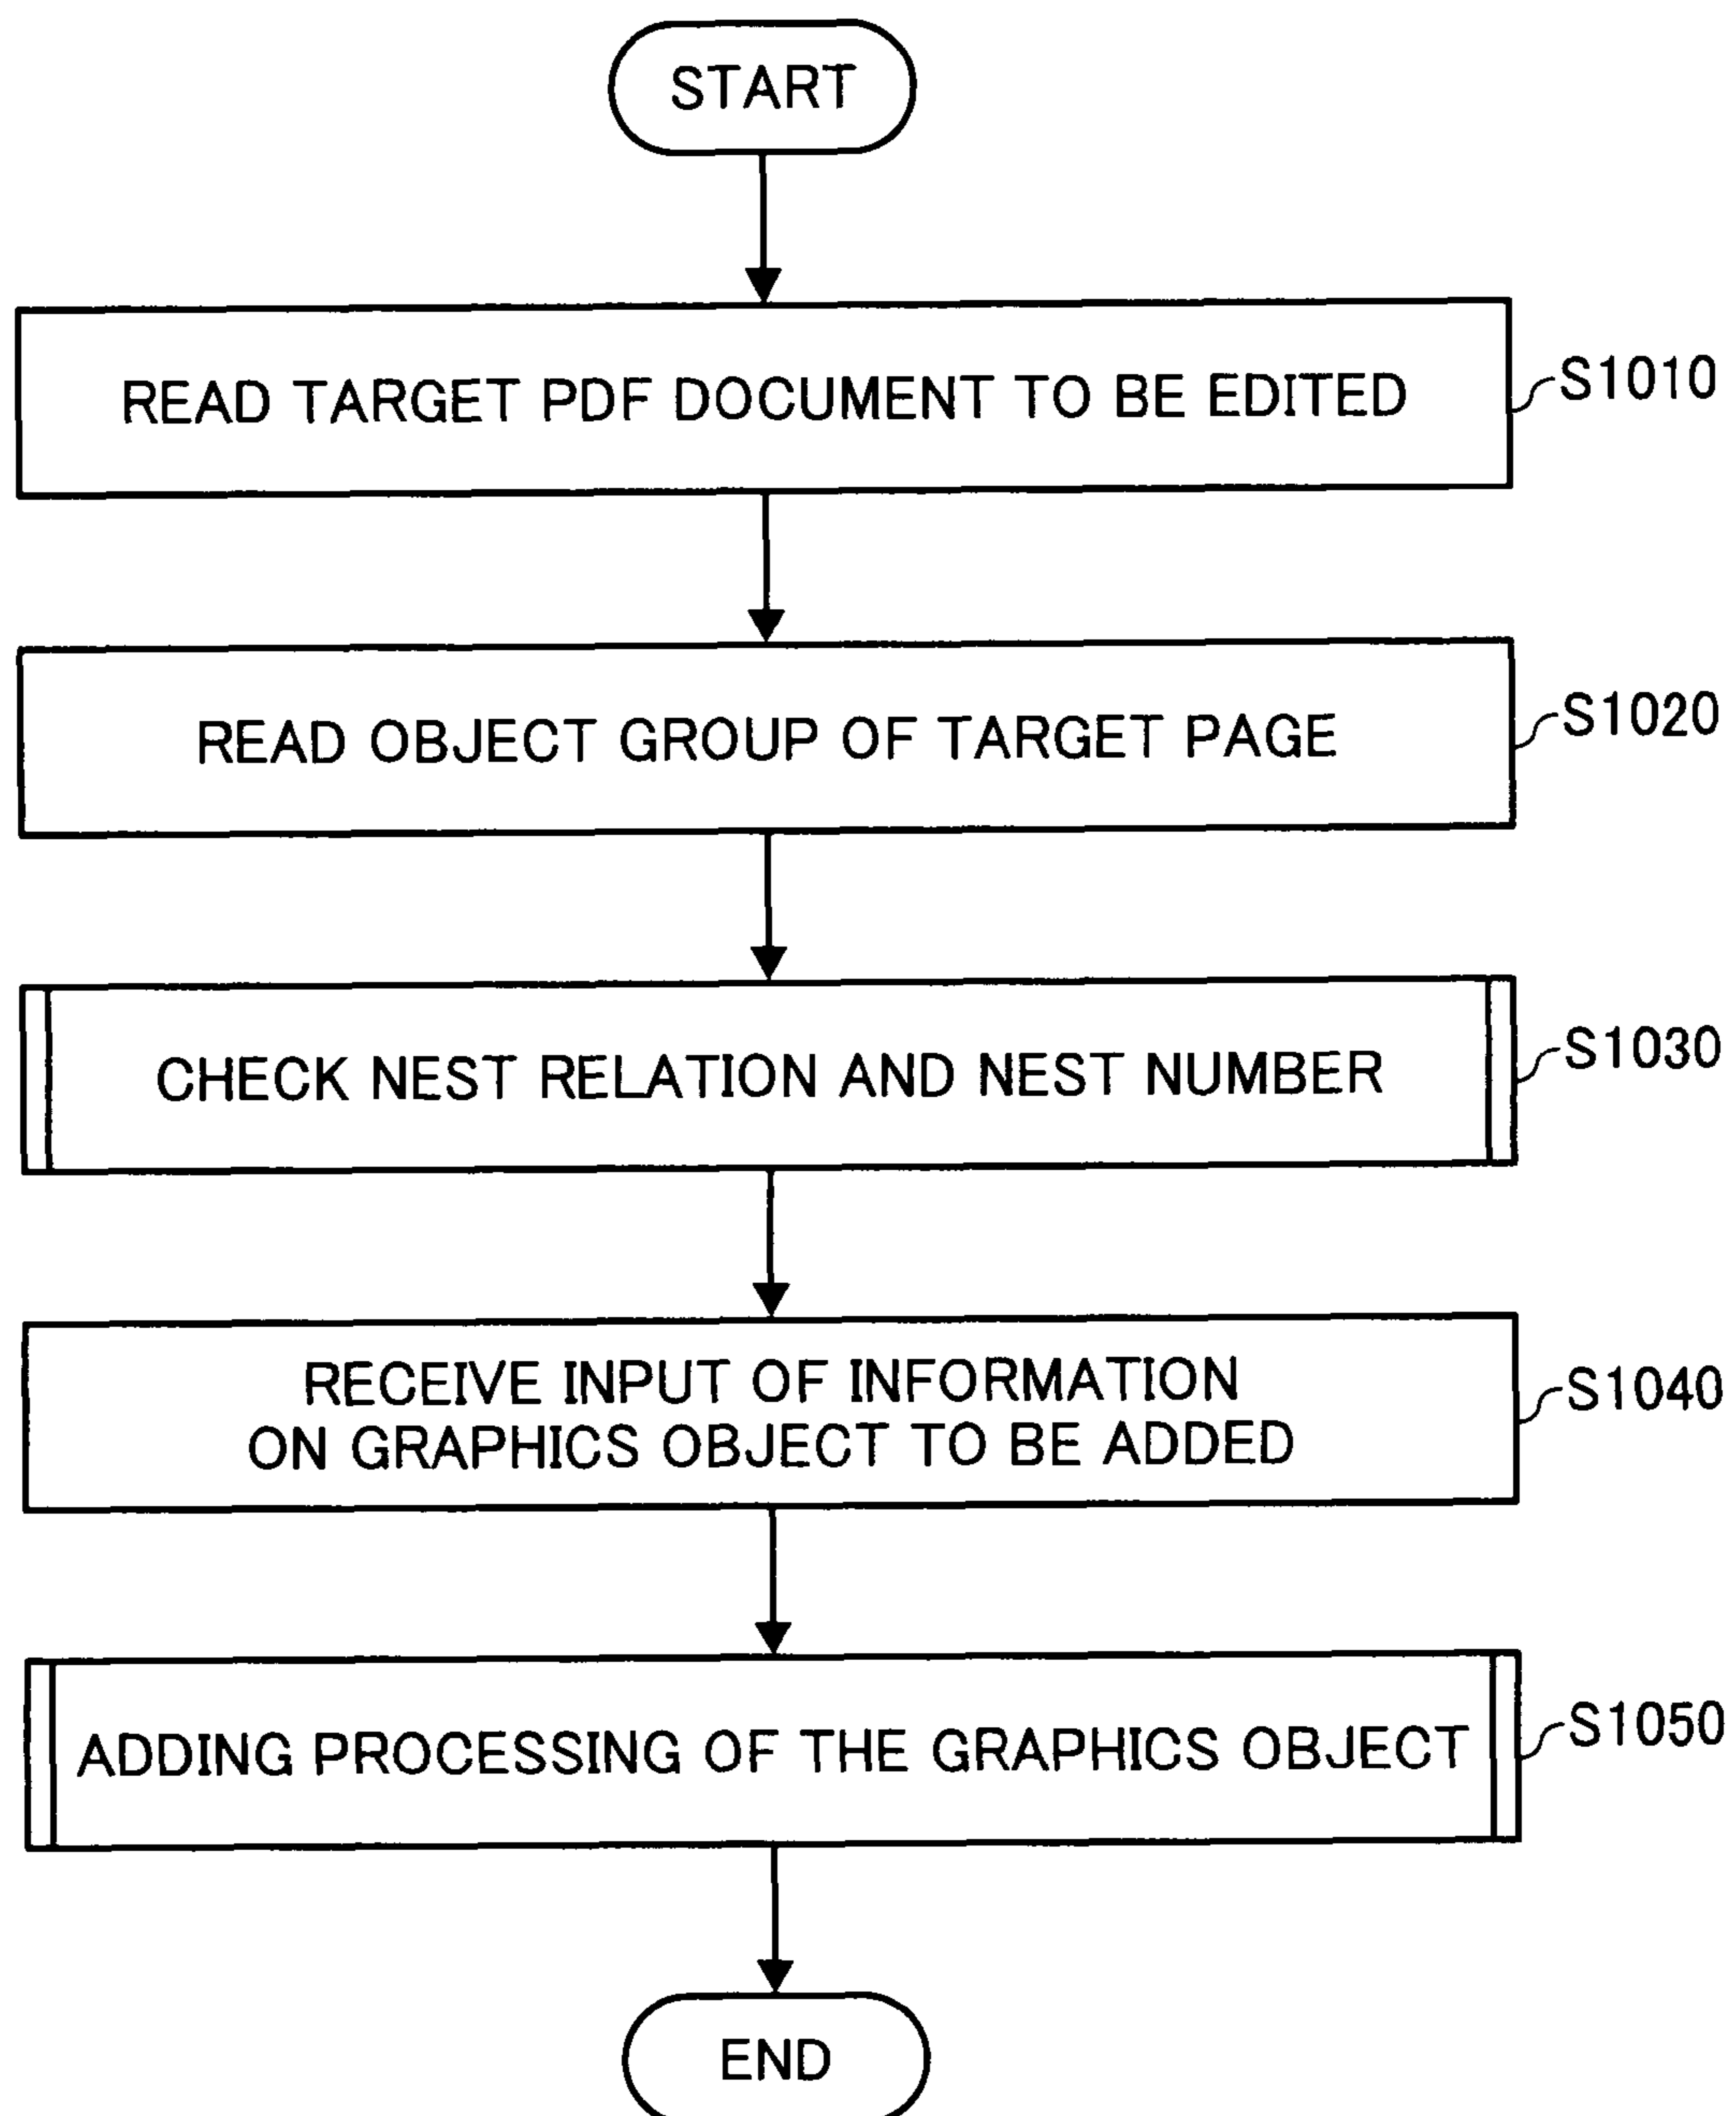 START
READ TARGET PDF DOCUMENT TO BE EDITED
S1010
READ OBJECT GROUP OF TARGET PAGE
S1020
CHECK NEST RELATION AND NEST NUMBER
S1030
RECEIVE INPUT OF INFORMATION
ON GRAPHICS OBJECT TO BE ADDED
S1040
ADDING PROCESSING OF THE GRAPHICS OBJECT
S1050
END